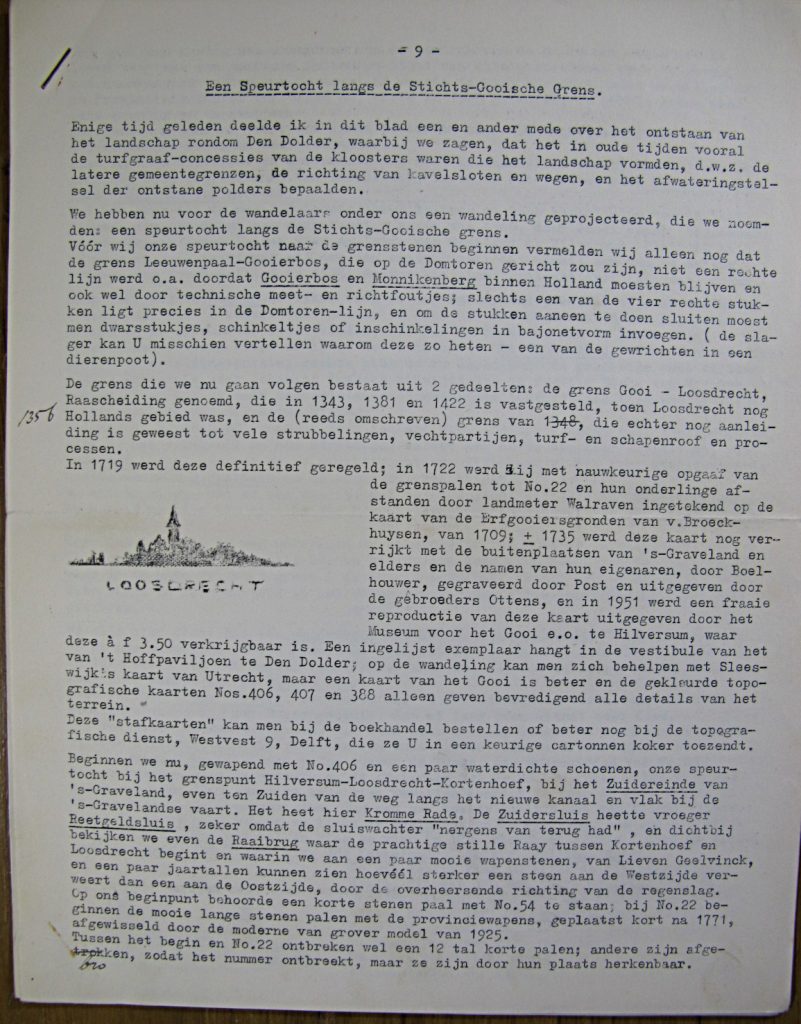 - 9 -
Een Speurtocht langs de Stichts-Gooische Grens.
Enige tijd geleden deelde ik in dit blad een en ander mede over het ontstaan van
het landschap rondom Den Dolder, waarbij we zagen, dat het in oude tijden vooral
de turfgraaf-concessies van de kloosters waren die het landschap vormden, d.w.z. de
latere gemeentegrenzen, de richting van kavelsloten en wegen, en het afwateringstel-
sel der ontstane polders bepaalden.
We hebben nu voor de wandelaars onder ons een wandeling geprojecteerd, die we noem-
den: een speurtocht langs de Stichts-Gooische grens.
Vóór wij onze speurtocht naar de grensstenen beginnen vermelden wij alleen nog dat
de grens Leeuwenpaal-Gooierbos, die op de Domtoren gericht zou zijn, niet een rechte
lijn werd o.a. doordat Gooierbos en Monnikenberg binnen Holland moesten blijven en
ook wel door technische meet- en richtfoutjes; slechts een van de vier rechte stuk-
ken ligt precies in de Domtoren-lijn, en om de stukken aaneen te doen sluiten moest
men dwarsstukjes, schinkeltjes of inschinkelingen in bajonetvorm invoegen. ( de sla-
ger kan U misschien vertellen waarom deze zo heten - een van de gewrichten in een
dierenpoot).
De grens die we nu gaan volgen bestaat uit 2 gedeelten: de grens Gooi - Loosdrecht,
Raascheiding genoemd, die in 1343, 1381 en 1422 is vastgesteld, toen Loosdrecht nog
1356 Hollands gebied was, en de (reeds omschreven) grens van 1348, die echter nog aanlei-
ding is geweest tot vele strubbelingen, vechtpartijen, turf- en schapenroof en pro-
cessen.
In 1719 werd deze definitief geregeld; in 1722 werd zij met nauwkeurige opgaaf van
de grenspalen tot No.22 en hun onderlinge af-
standen door landmeter Walraven ingetekend op de
kaart van de Erfgooiersgronden van v.Broeck-
huysen, van 1709; + 1735 werd deze kaart nog ver-
rijkt met de buitenplaatsen van 's-Graveland en
elders en de namen van hun eigenaren, door Boel-
houwer, gegraveerd door Post en uitgegeven door
de gebroeders Ottens, en in 1951 werd een fraaie
reproductie van deze kaart uitgegeven door het
Museum voor het Gooi e.o. te Hilversum, waar
LOOSDRECHT
deze à f 3.50 verkrijgbaar is. Een ingelijst exemplaar hangt in de vestibule van het
van 't Hoffpaviljoen te Den Dolder; op de wandeling kan men zich behelpen met Slees-
wijk's kaart van Utrecht, maar een kaart van het Gooi is beter en de gekleurde topo-
grafische kaarten Nos.406, 407 en 388 alleen geven bevredigend alle details van het
terrein.
Deze "stafkaarten" kan men bij de boekhandel bestellen of beter nog bij de topogra-
fische dienst, Westvest 9, Delft, die ze U in een keurige cartonnen koker toezendt.
Beginnen we nu, gewapend met No.406 en een paar waterdichte schoenen, onze speur-
tocht bij het grenspunt Hilversum-Loosdrecht-Kortenhoef, bij het Zuidereinde van
's-Graveland, even ten Zuiden van de weg langs het nieuwe kanaal en vlak bij de
's-Gravelandse vaart. Het heet hier Kromme Rade. De Zuidersluis heette vroeger
Reetgeldsluis , zeker omdat de sluiswachter "nergens van terug had" , en dichtbij
bekijken we even de Raaibrug waar de prachtige stille Raay tussen Kortenhoef en
Loosdrecht begint en waarin we aan een paar mooie wapenstenen, van Lieven Geelvinck,
en een paar jaartallen kunnen zien hoevéél sterker een steen aan de Westzijde ver-
weert dan een aan de Oostzijde, door de overheersende richting van de regenslag.
Op ons beginpunt behoorde een korte stenen paal met No.54 te staan; bij No.22 be-
ginnen de mooie lange stenen palen met de provinciewapens, geplaatst kort na 1771,
afgewisseld door de moderne van grover model van 1925.
Tussen het begin en No.22 ontbreken wel een 12 tal korte palen; andere zijn afge-
bro kken, zodat het nummer ontbreekt, maar ze zijn door hun plaats herkenbaar.